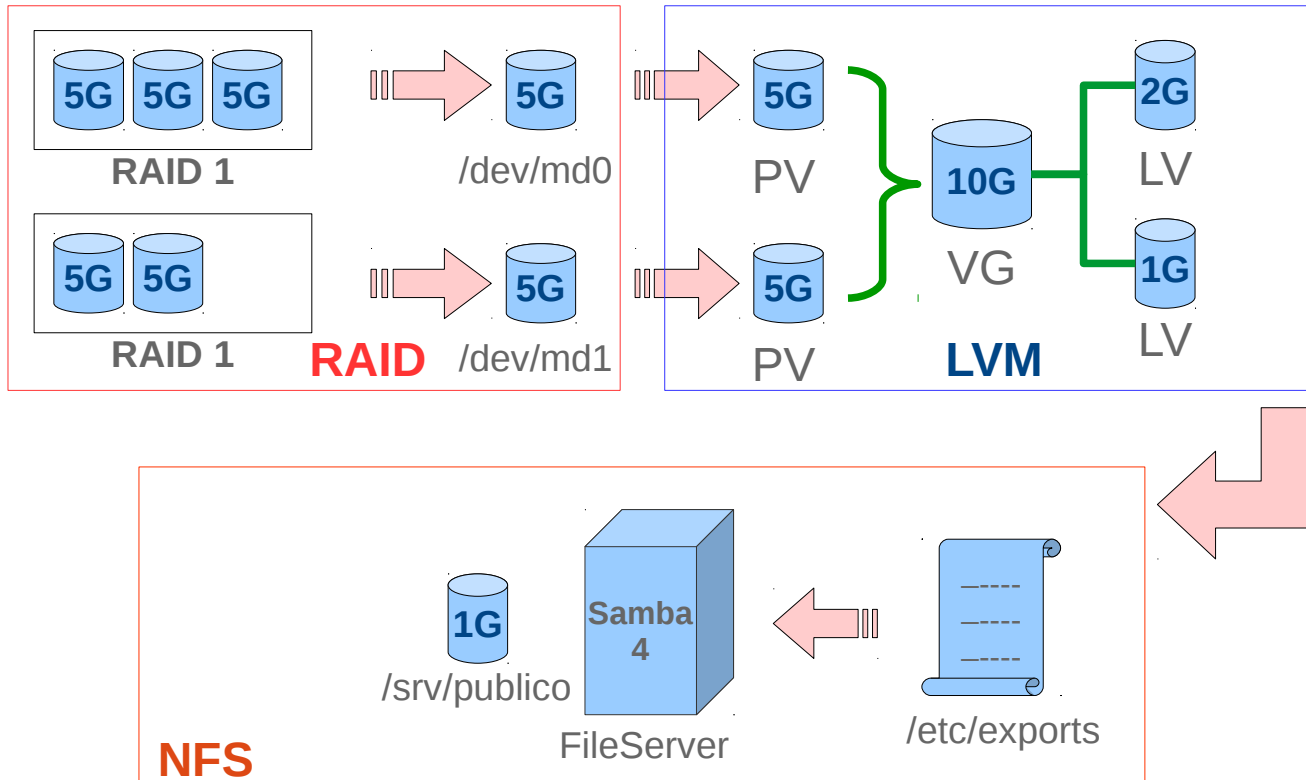 5G 5G 5G
RAID 1
5G
/dev/md0
5G 5G
RAID 1
5G
/dev/md1
RAID
5G
PV
5G
PV
10G
VG
2G
LV
1G
LV
LVM
1G
/srv/publico
Samba
4
FileServer
—----
—----
—----
/etc/exports
NFS